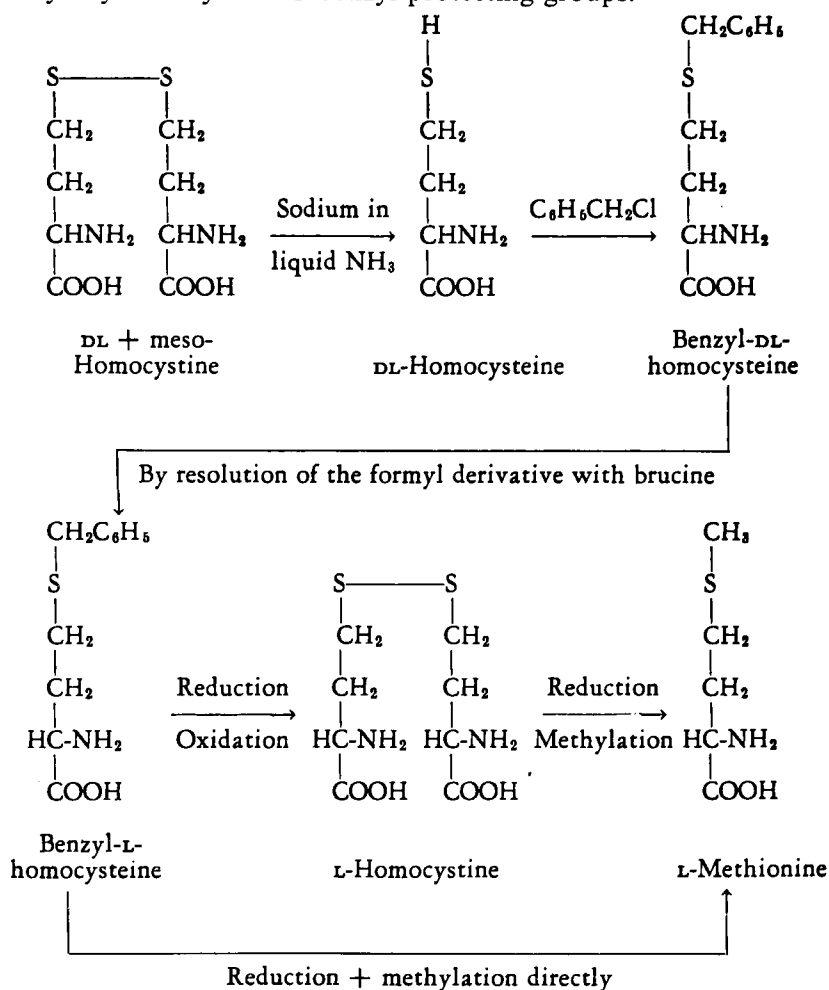 H CH₂C₆H₅
S S S S
CH₂ CH₂ CH₂ CH₂
CH₂ CH₂ CH₂ CH₂
CHNH₂ CHNH₂ Sodium in liquid NH₃ CHNH₂ C₆H₅CH₂Cl CHNH₂
COOH COOH COOH COOH
DL + meso- Benzyl-DL-
Homocystine DL-Homocysteine homocysteine
By resolution of the formyl derivative with brucine
CH₂C₆H₅ CH₃
S S S S
CH₂ CH₂ CH₂ CH₂
CH₂ CH₂ CH₂ CH₂
HC-NH₂ Reduction Oxidation HC-NH₂ HC-NH₂ Reduction Methylation HC-NH₂
COOH COOH COOH COOH
Benzyl-L-
homocysteine L-Homocystine L-Methionine
Reduction + methylation directly